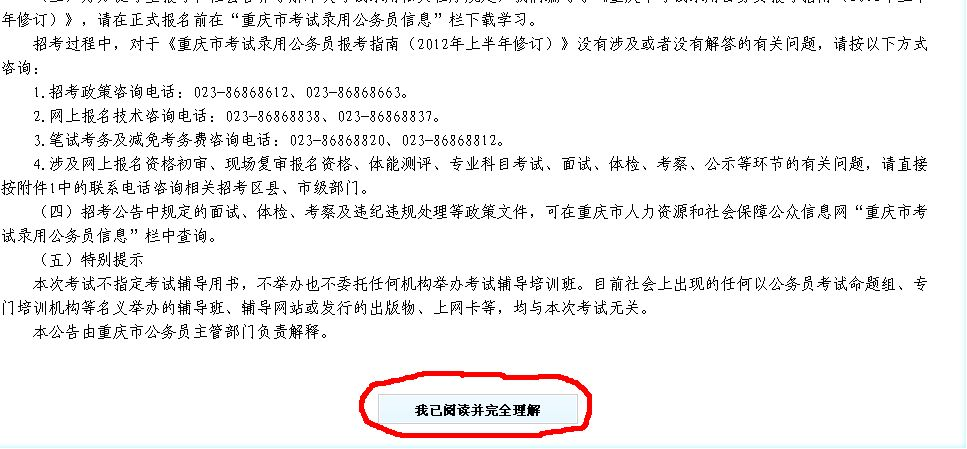 年修订）》，请在正式报名前在“重庆市考试录用公务员信息”栏下载学习。
招考过程中，对于《重庆市考试录用公务员报考指南（2012年上半年修订）》没有涉及或者没有解答的有关问题，请按以下方式
咨询：
1.招考政策咨询电话：023—86868612、023—86868663。
2.网上报名技术咨询电话：023—86868838、023—86868837。
3.笔试考务及减免考务费咨询电话：023—86868820、023—86868812。
4.涉及网上报名资格初审、现场复审报名资格、体能测评、专业科目考试、面试、体检、考察、公示等环节的有关问题，请直接
按附件1中的联系电话咨询相关招考区县、市级部门。
（四）招考公告中规定的面试、体检、考察及违纪违规处理等政策文件，可在重庆市人力资源和社会保障公众信息网“重庆市考
试录用公务员信息”栏中查询。
（五）特别提示
本次考试不指定考试辅导用书，不举办也不委托任何机构举办考试辅导培训班。目前社会上出现的任何以公务员考试命题组、专
门培训机构等名义举办的辅导班、辅导网站或发行的出版物、上网卡等，均与本次考试无关。
本公告由重庆市公务员主管部门负责解释。
我已阅读并完全理解